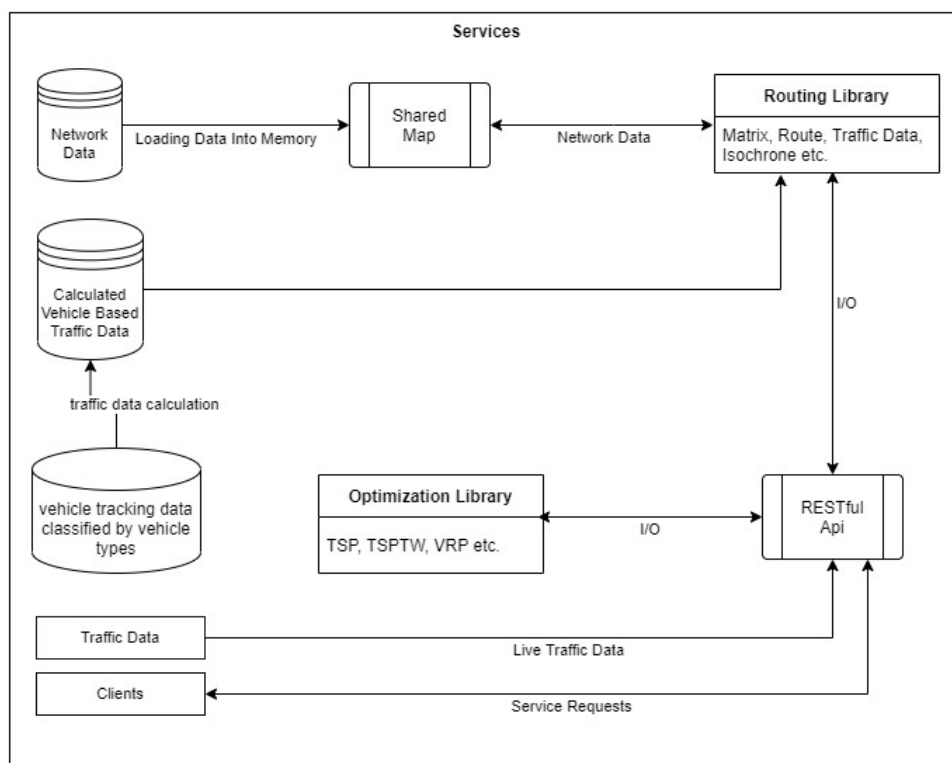 Services
Network
Data
Loading Data Into Memory
Shared
Map
Network Data
Routing Library
Matrix, Route, Traffic Data,
Isochrone etc.
Calculated
Vehicle Based
Traffic Data
I/O
traffic data calculation
vehicle tracking data
classified by vehicle
types
Optimization Library
TSP, TSPTW, VRP etc.
I/O
RESTful
Api
Traffic Data
Live Traffic Data
Clients
Service Requests